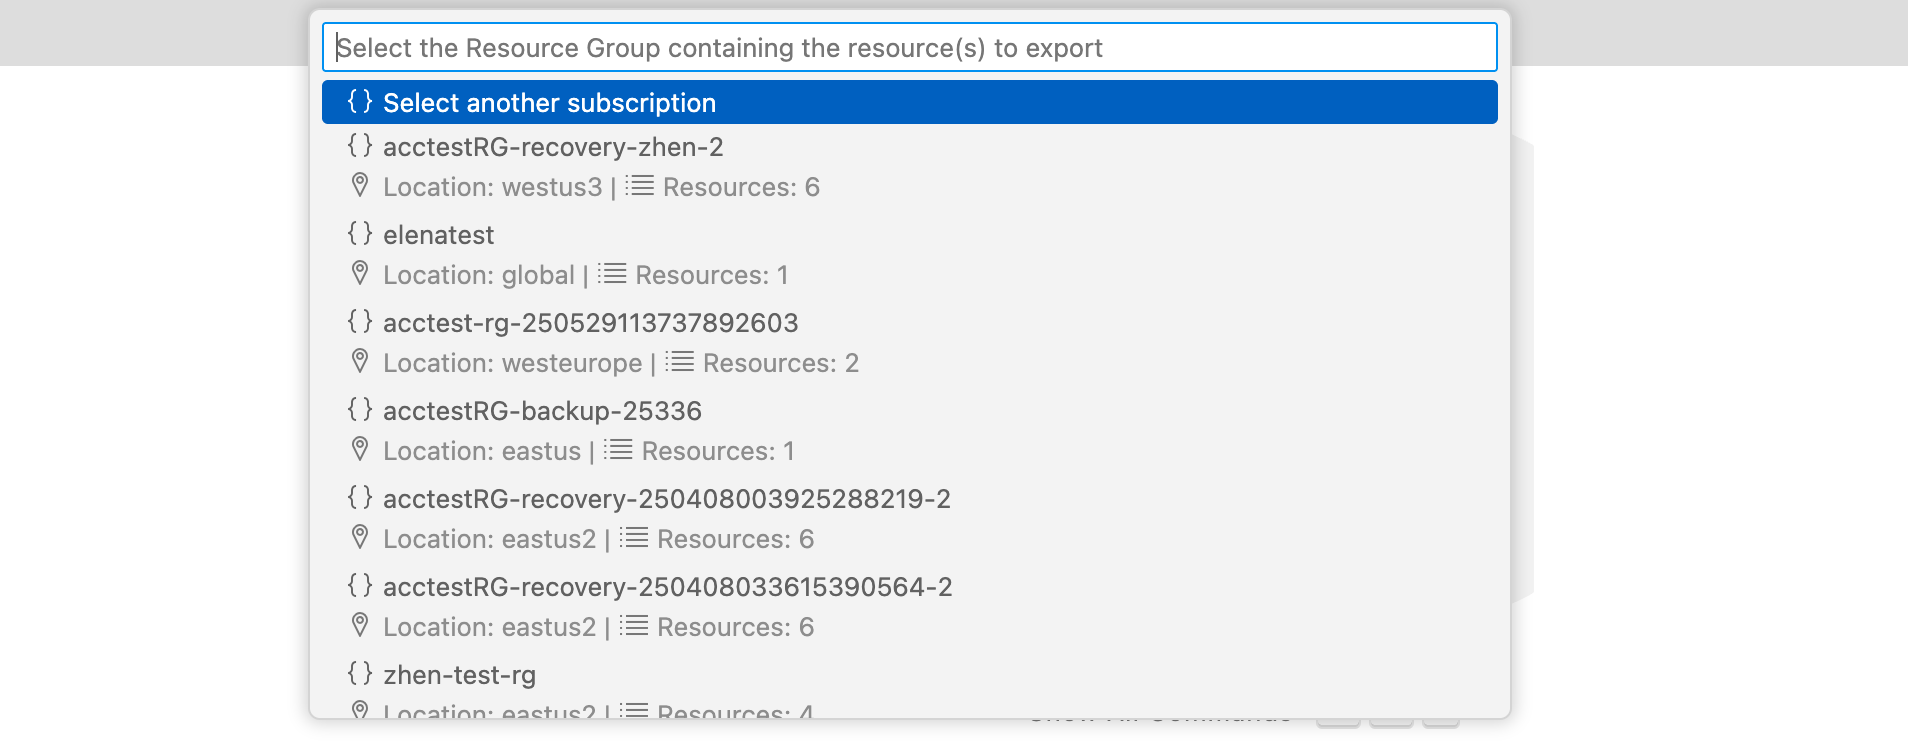 Select the Resource Group containing the resource(s) to export
{} Select another subscription
{} acctestRG-recovery-zhen-2
Location: westus3 | Resources: 6
{} elenatest
Location: global | Resources: 1
{} acctest-rg-250529113737892603
Location: westeurope | Resources: 2
{} acctestRG-backup-25336
Location: eastus | Resources: 1
{} acctestRG-recovery-250408003925288219-2
Location: eastus2 | Resources: 6
{} acctestRG-recovery-250408033615390564-2
Location: eastus2 | Resources: 6
{} zhen-test-rg
Location: eastus2 | Resources: 4